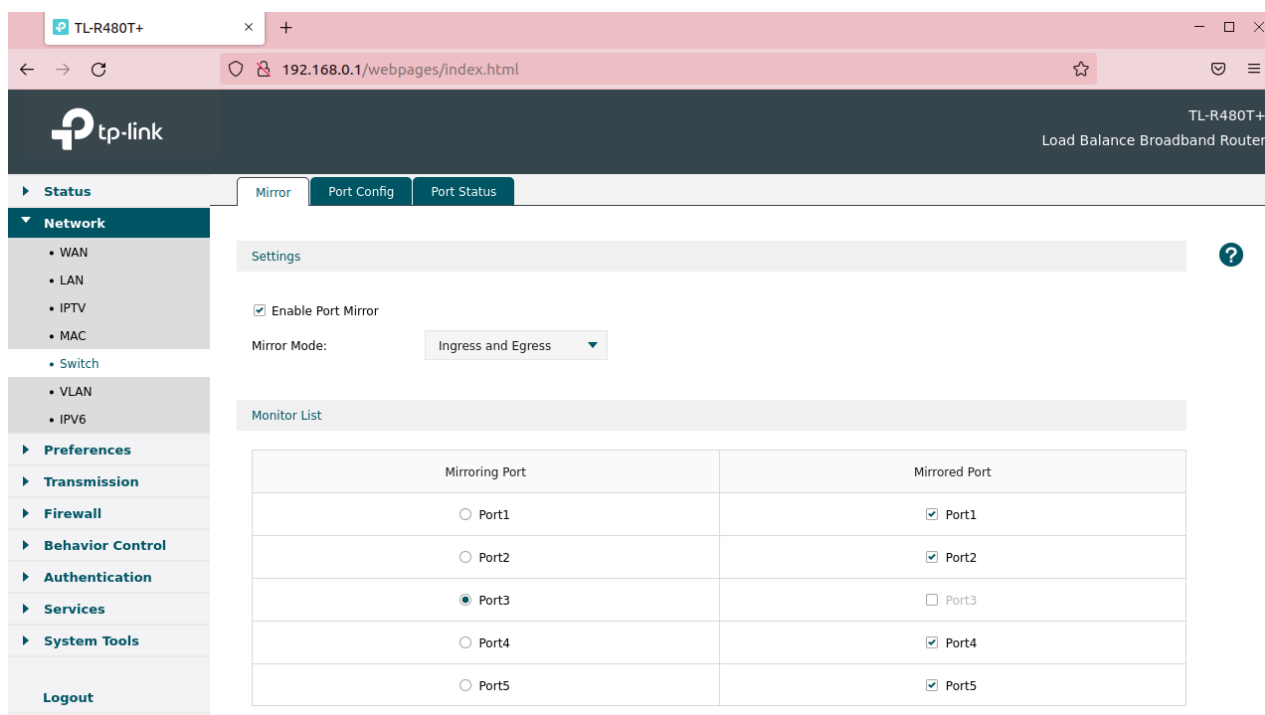 TL-R480T+
192.168.0.1/webpages/index.html
tp-link
TL-R480T+
Load Balance Broadband Router
Status
Network
• WAN
• LAN
• IPTV
• MAC
• Switch
• VLAN
• IPV6
Preferences
Transmission
Firewall
Behavior Control
Authentication
Services
System Tools
Logout
Mirror Port Config Port Status
Settings
Enable Port Mirror
Mirror Mode: Ingress and Egress
Monitor List
Mirroring Port Mirrored Port
Port1 Port1
Port2 Port2
Port3 Port3
Port4 Port4
Port5 Port5